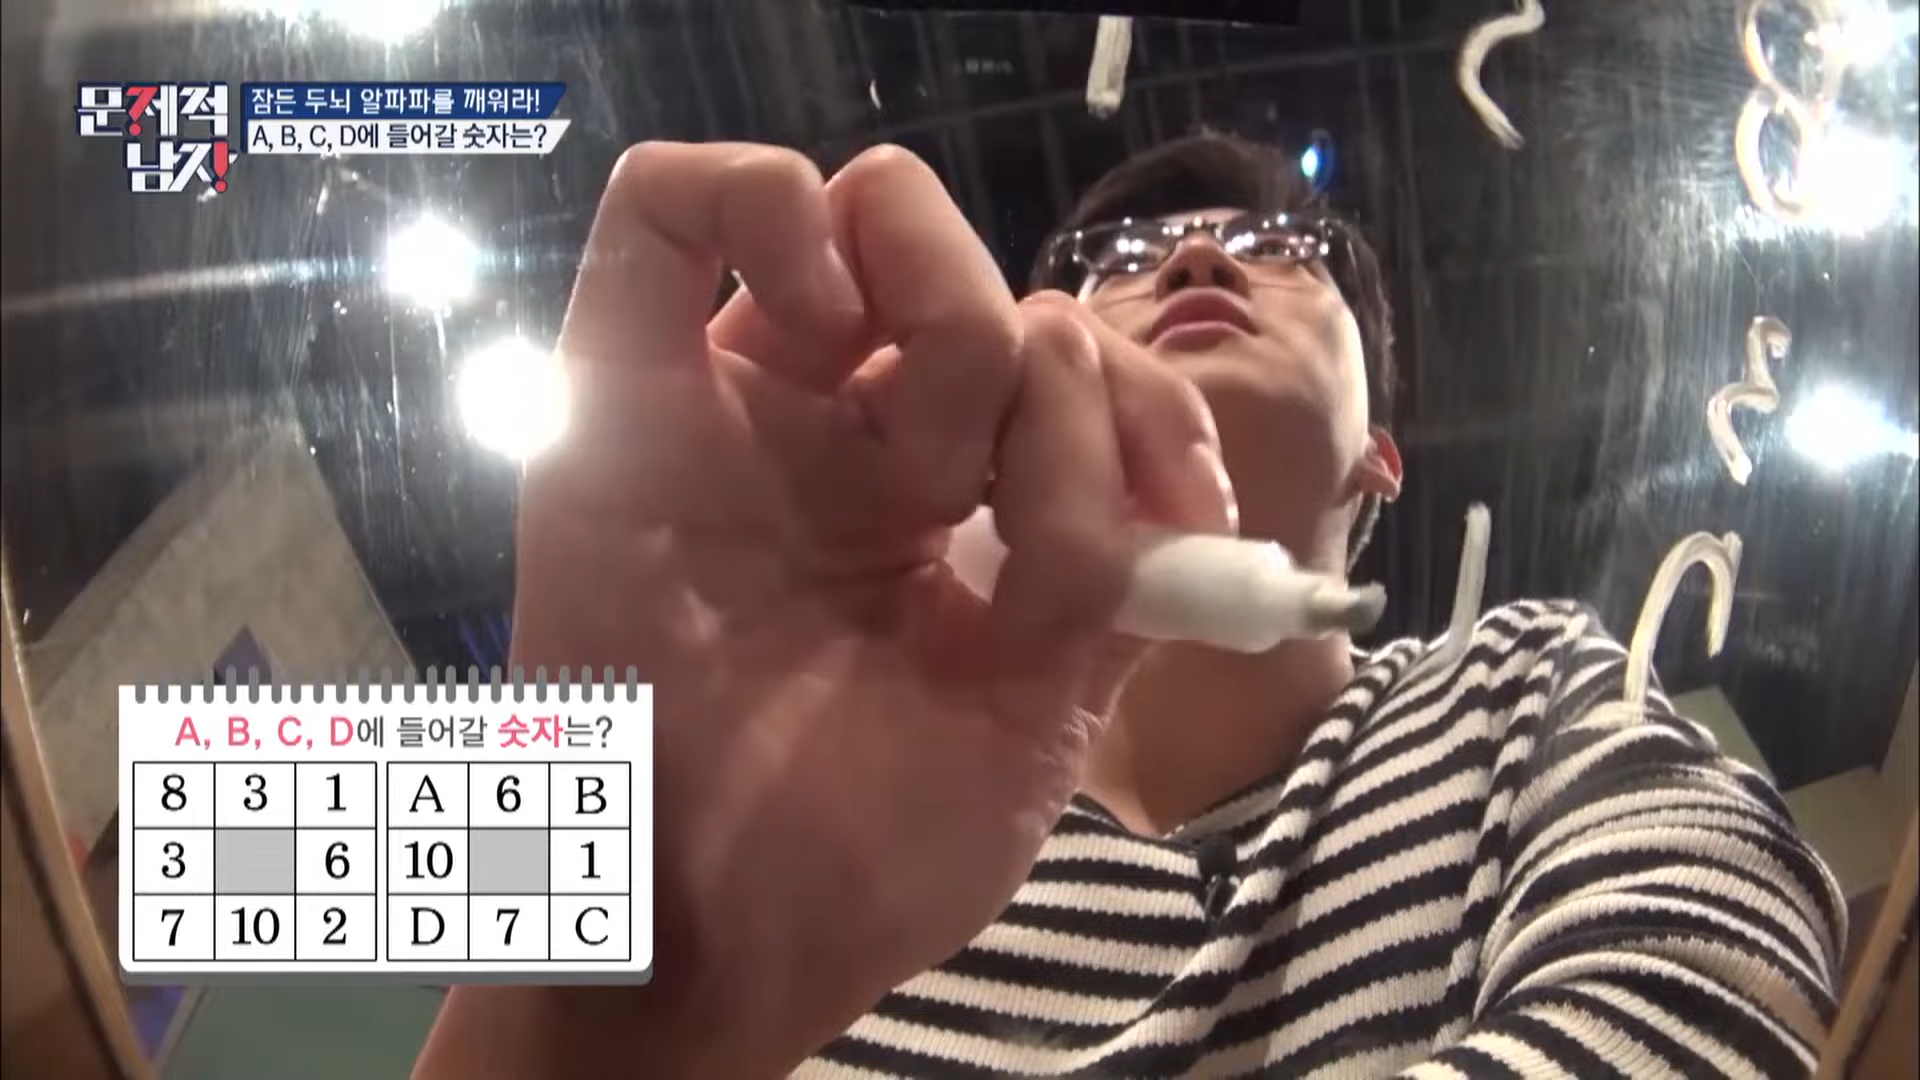 문제적
남자!
잠든 두뇌 알파파를 깨워라!
A, B, C, D에 들어갈 숫자는?
A, B, C, D에 들어갈 숫자는?
8 3 1 A 6 B
3 6 10 1
7 10 2 D 7 C